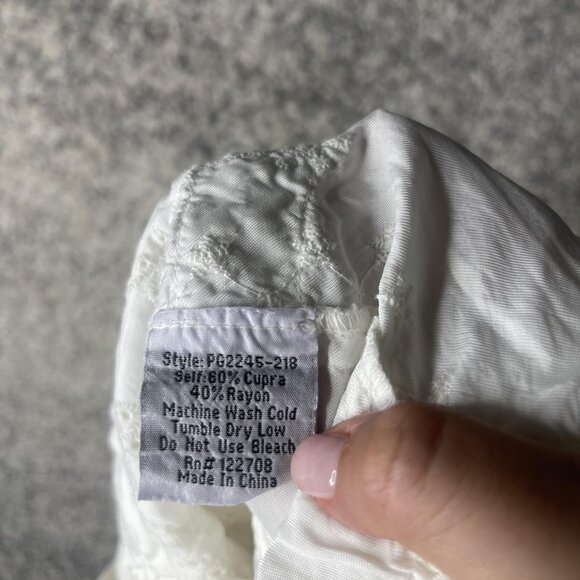 Style: PG2245-218
Self: 60% Cupra
40% Rayon
Machine Wash Cold
Tumble Dry Low
Do Not Use Bleach
Rn# 122708
Made In China